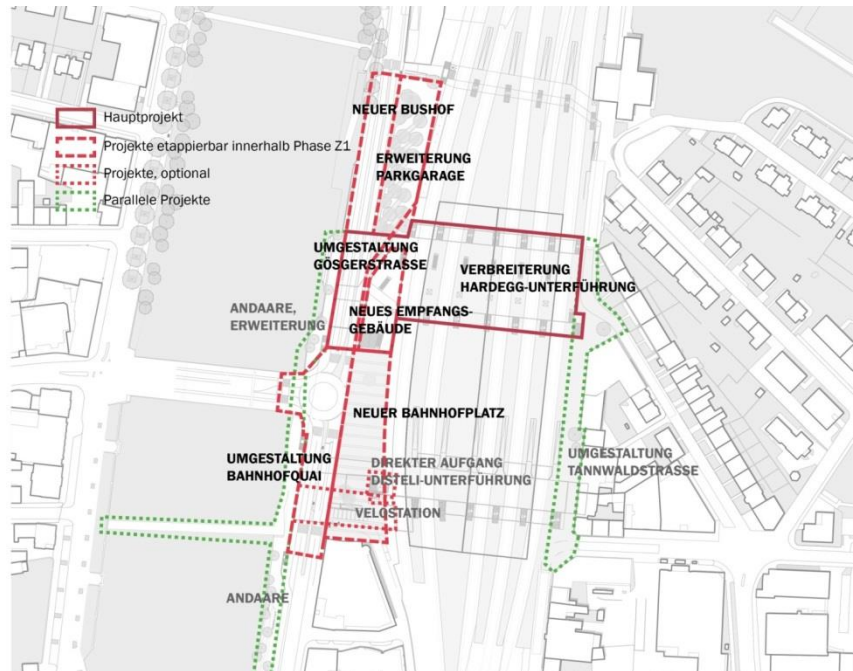 NEUER BUSHOF
Hauptprojekt
Projekte etappierbar innerhalb Phase Z1
Projekte, optional
Parallele Projekte
ERWEITERUNG
PARKGARAGE
UMGESTALTUNG
GÖSGERSTRASSE
VERBREITERUNG
HARDEGG-UNTERFÜHRUNG
ANDAARE,
ERWEITERUNG
NEUES EMPFANGS-
GEBÄUDE
NEUER BAHNHOFPLATZ
UMGESTALTUNG
BAHNHOFQUAI
DIREKTER AUFGANG
DISTELI-UNTERFÜHRUNG
UMGESTALTUNG
TANNWALDSTRASSE
VELOSTATION
ANDAARE